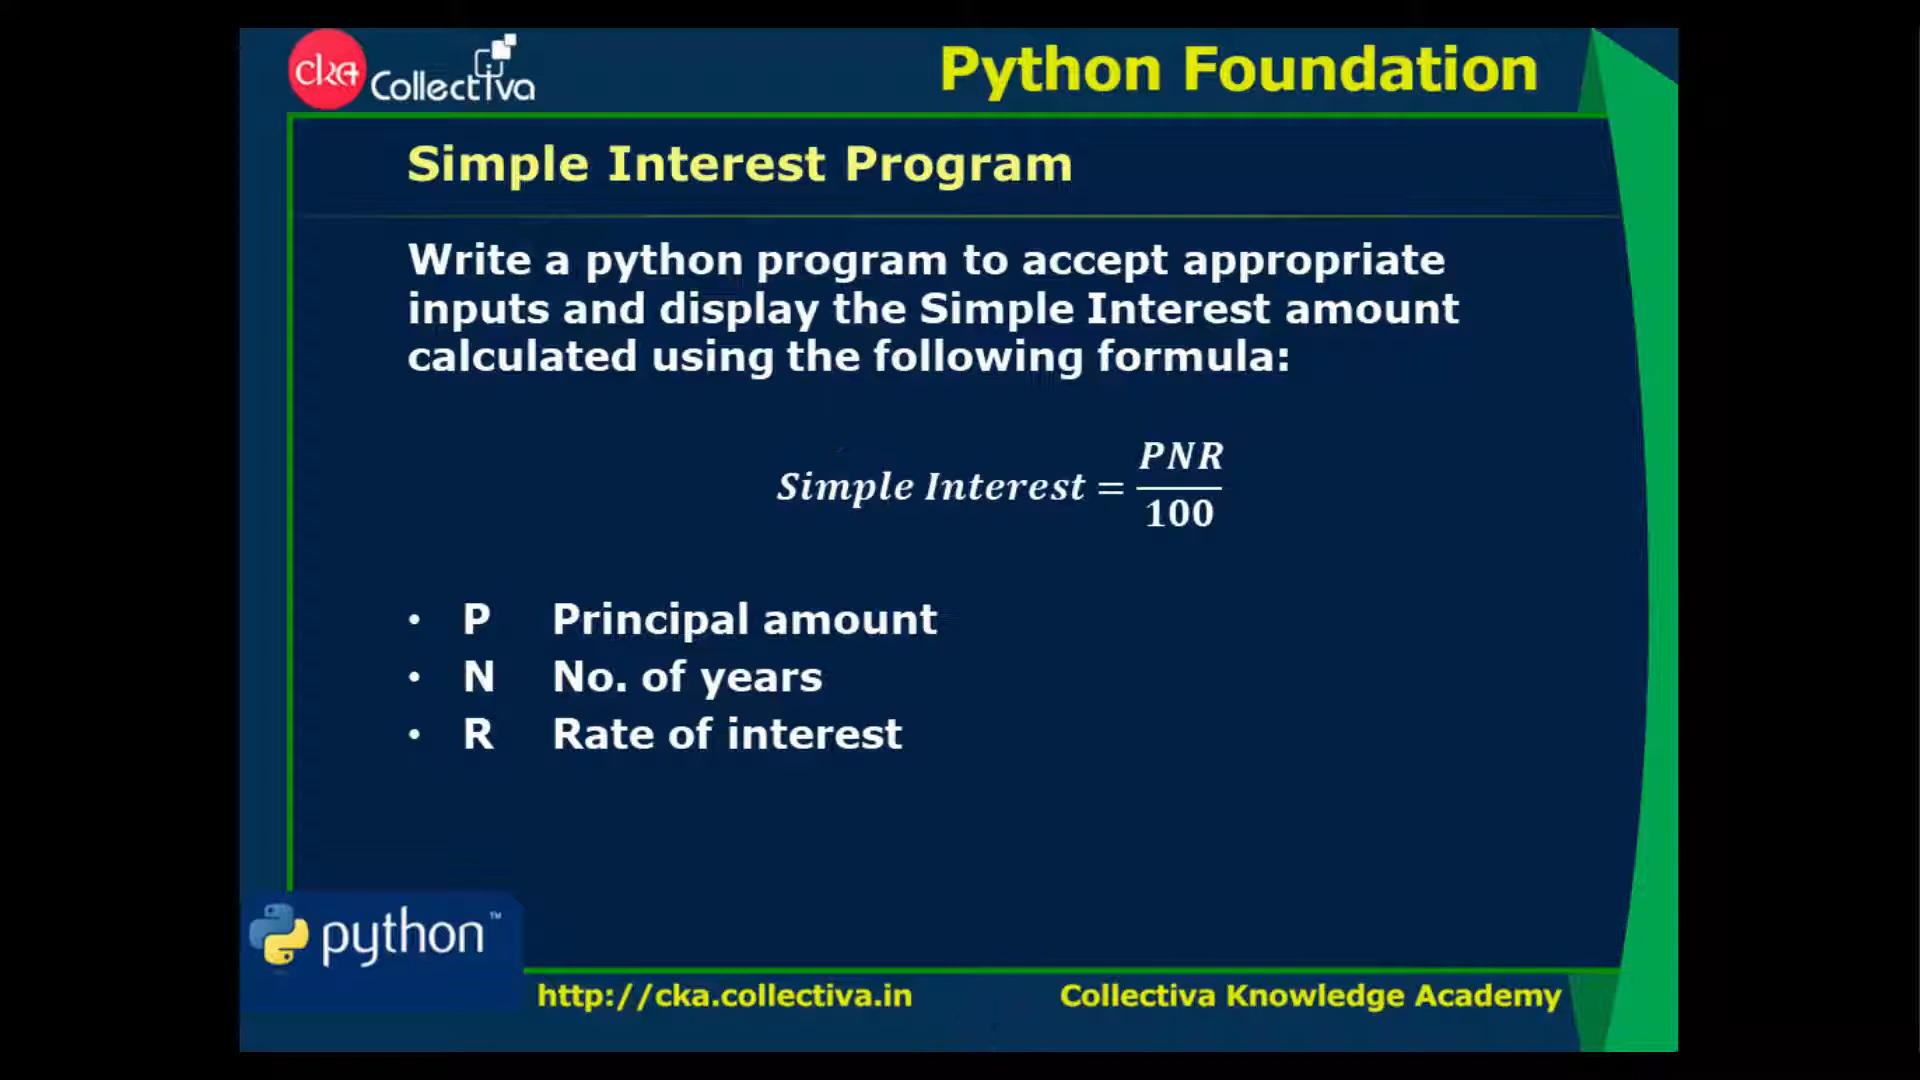 cka Collectiva
Python Foundation
Simple Interest Program
Write a python program to accept appropriate
inputs and display the Simple Interest amount
calculated using the following formula:
Simple Interest = PNR/100
• P Principal amount
• N No. of years
• R Rate of interest
python™
http://cka.collectiva.in Collectiva Knowledge Academy